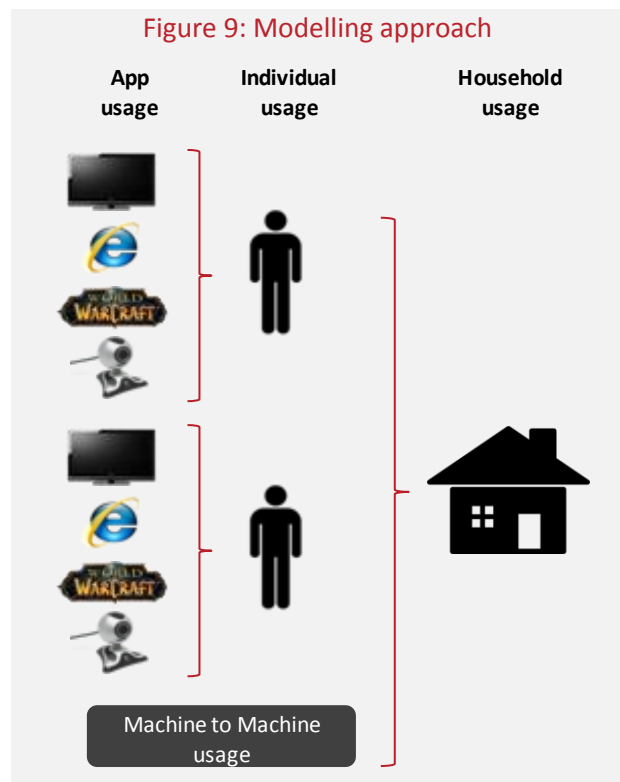 Figure 9: Modelling approach
App
usage
Individual
usage
Household
usage
WORLD
WARCRAFT
WORLD
WARCRAFT
Machine to Machine
usage